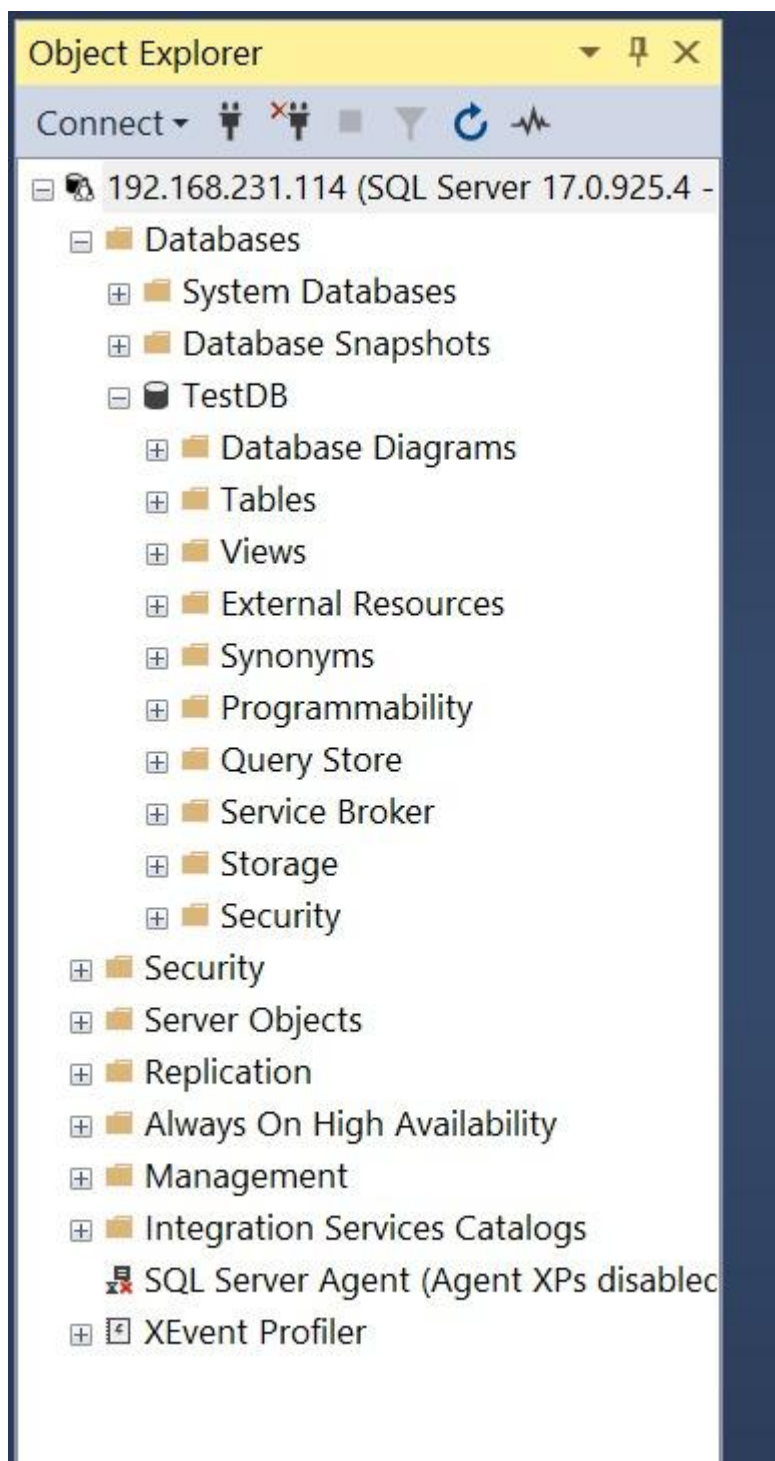 Object Explorer
Connect
192.168.231.114 (SQL Server 17.0.925.4 -
Databases
System Databases
Database Snapshots
TestDB
Database Diagrams
Tables
Views
External Resources
Synonyms
Programmability
Query Store
Service Broker
Storage
Security
Security
Server Objects
Replication
Always On High Availability
Management
Integration Services Catalogs
SQL Server Agent (Agent XPs disabled
XEvent Profiler